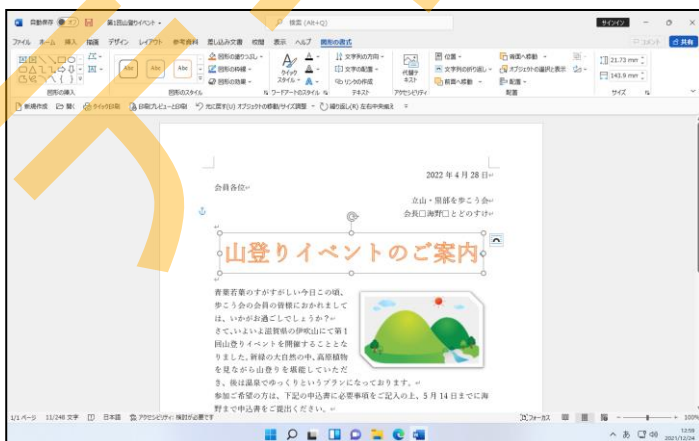 自動保存 オフ 第1回山登りイベント
検索 (Alt+Q)
サインイン
ファイル ホーム 挿入 描画 デザイン レイアウト 参考資料 差し込み文書 校閲 表示 ヘルプ 図形の書式
コメント 共有
Abc Abc Abc
図形の塗りつぶし
図形の枠線
図形の効果
クイック スタイル
文字列の方向
文字の配置
リンクの作成
代替テキスト
位置
文字列の折り返し
前面へ移動
背面へ移動
オブジェクトの選択と表示
配置
21.73 mm
143.9 mm
図形の挿入 図形のスタイル ワードアートのスタイル テキスト アクセシビリティ 配置 サイズ
新規作成 開く クイック印刷 印刷プレビューと印刷 元に戻す(U) オブジェクトの移動/サイズ調整 繰り返し(R) 左右中央揃え
2022 年 4 月 28 日
会員各位
立山・黒部を歩こう会
会長□海野□とどのすけ
山登りイベントのご案内
青葉若葉のすがすがしい今日この頃、
歩こう会の会員の皆様におかれまして
は、いかがお過ごしでしょうか？
さて、いよいよ滋賀県の伊吹山にて第1
回山登りイベントを開催することとな
りました。新緑の大自然の中、高原植物
を見ながら山登りを堪能していただ
き、後は温泉でゆっくりというプランになっております。
参加ご希望の方は、下記の申込書に必要事項をご記入の上、5 月 14 日までに海
野まで申込書をご提出ください。
1/1 ページ 11/248 文字 日本語 アクセシビリティ: 検討が必要です
フォーカス
100%
あ
12:59
2021/12/24